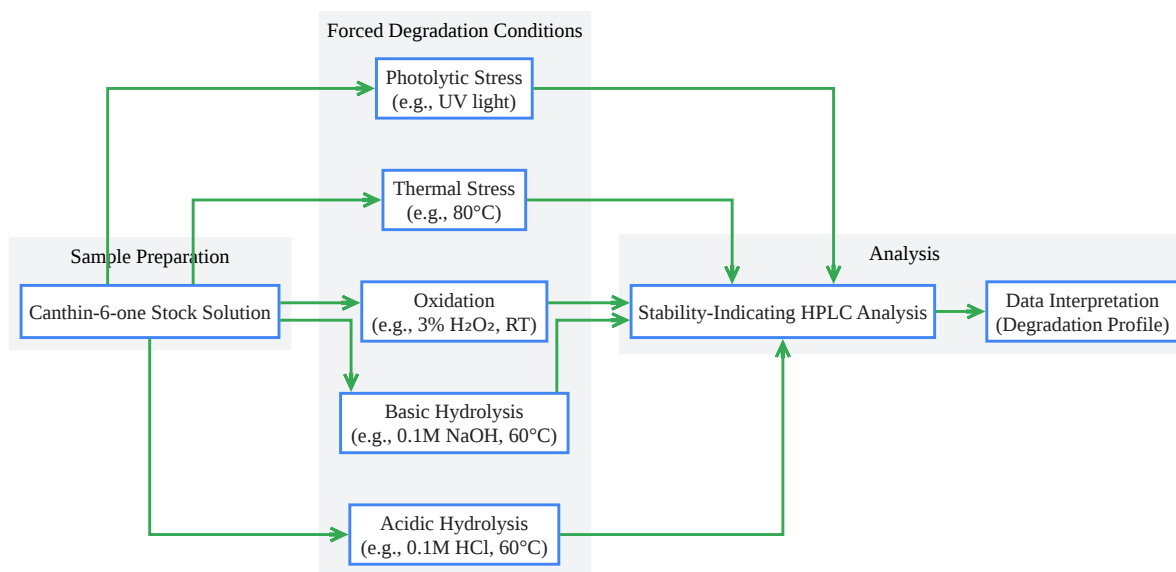 Forced Degradation Conditions
Photolytic Stress
(e.g., UV light)
Thermal Stress
(e.g., 80°C)
Sample Preparation
Analysis
Canthin-6-one Stock Solution
Oxidation
(e.g., 3% H₂O₂, RT)
Stability-Indicating HPLC Analysis
Data Interpretation
(Degradation Profile)
Basic Hydrolysis
(e.g., 0.1M NaOH, 60°C)
Acidic Hydrolysis
(e.g., 0.1M HCl, 60°C)